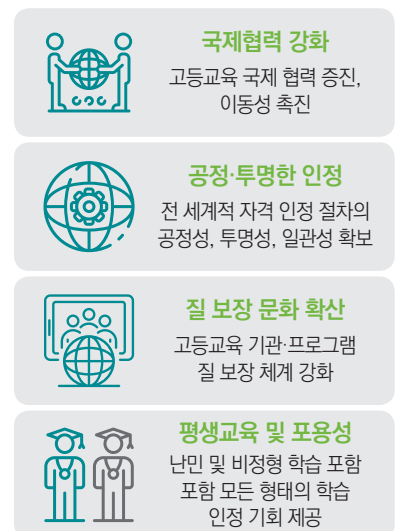 국제협력 강화
고등교육 국제 협력 증진,
이동성 촉진
공정·투명한 인정
전 세계적 자격 인정 절차의
공정성, 투명성, 일관성 확보
질 보장 문화 확산
고등교육 기관·프로그램
질 보장 체계 강화
평생교육 및 포용성
난민 및 비정형 학습 포함
포함 모든 형태의 학습
인정 기회 제공